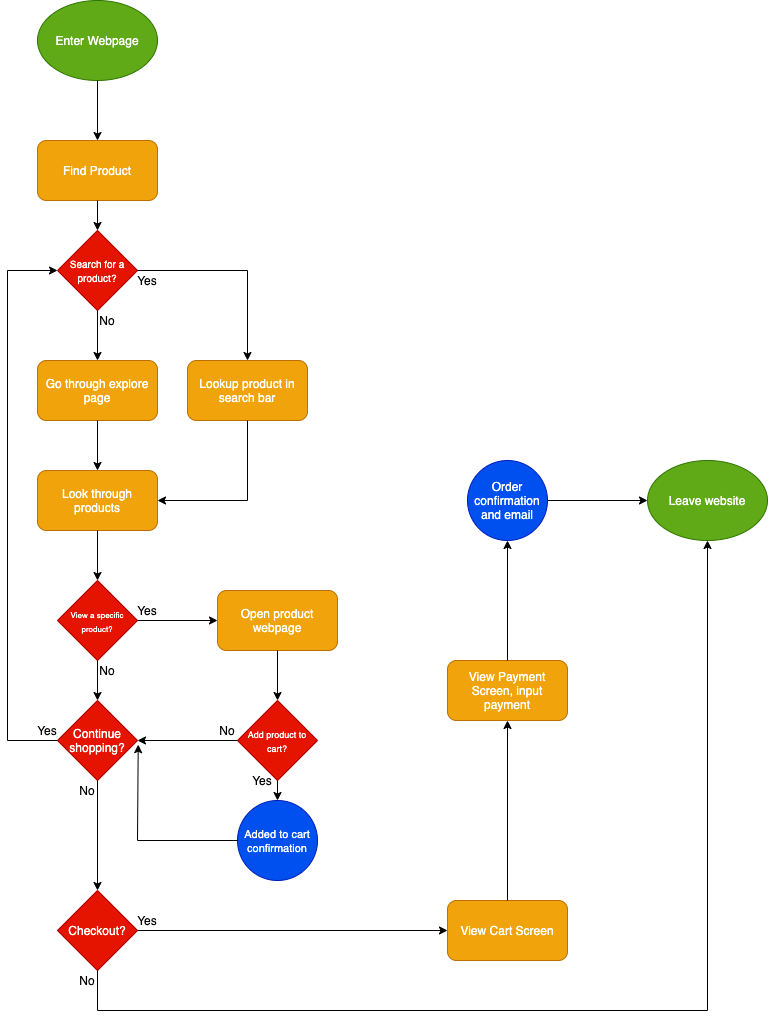 Enter Webpage
Find Product
Search for a
product?
Yes
No
Go through explore
page
Lookup product in
search bar
Look through
products
Order
confirmation
and email
Leave website
View a specific
product?
Yes
No
Open product
webpage
View Payment
Screen, input
payment
Yes
Continue
shopping?
No
No
Add product to
cart?
Yes
Added to cart
confirmation
Checkout?
Yes
No
View Cart Screen